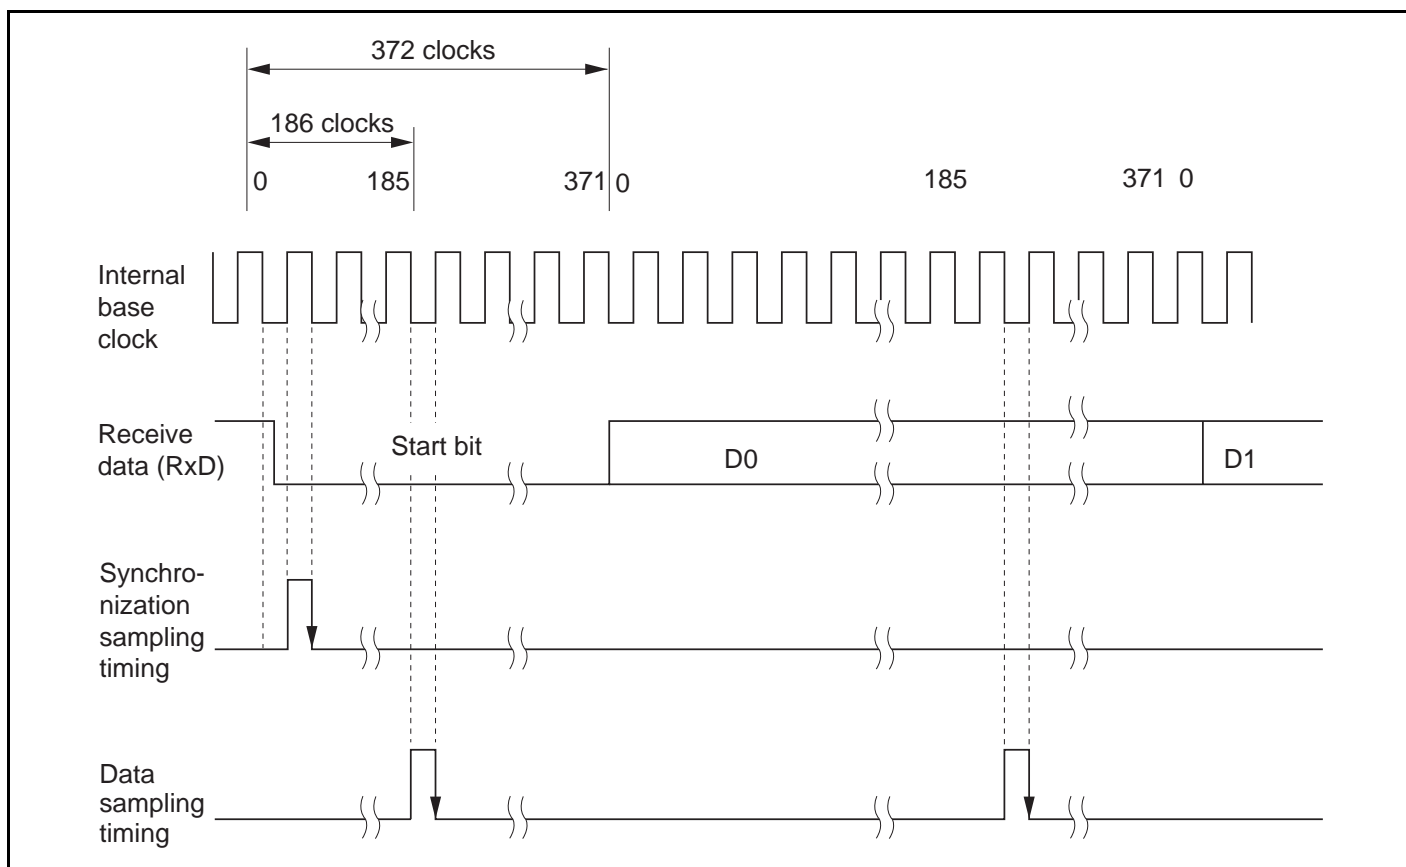 372 clocks
186 clocks
0 185 371 0 185 371 0
Internal
base
clock
Receive
data (RxD)
Start bit
D0
D1
Synchro-
nization
sampling
timing
Data
sampling
timing